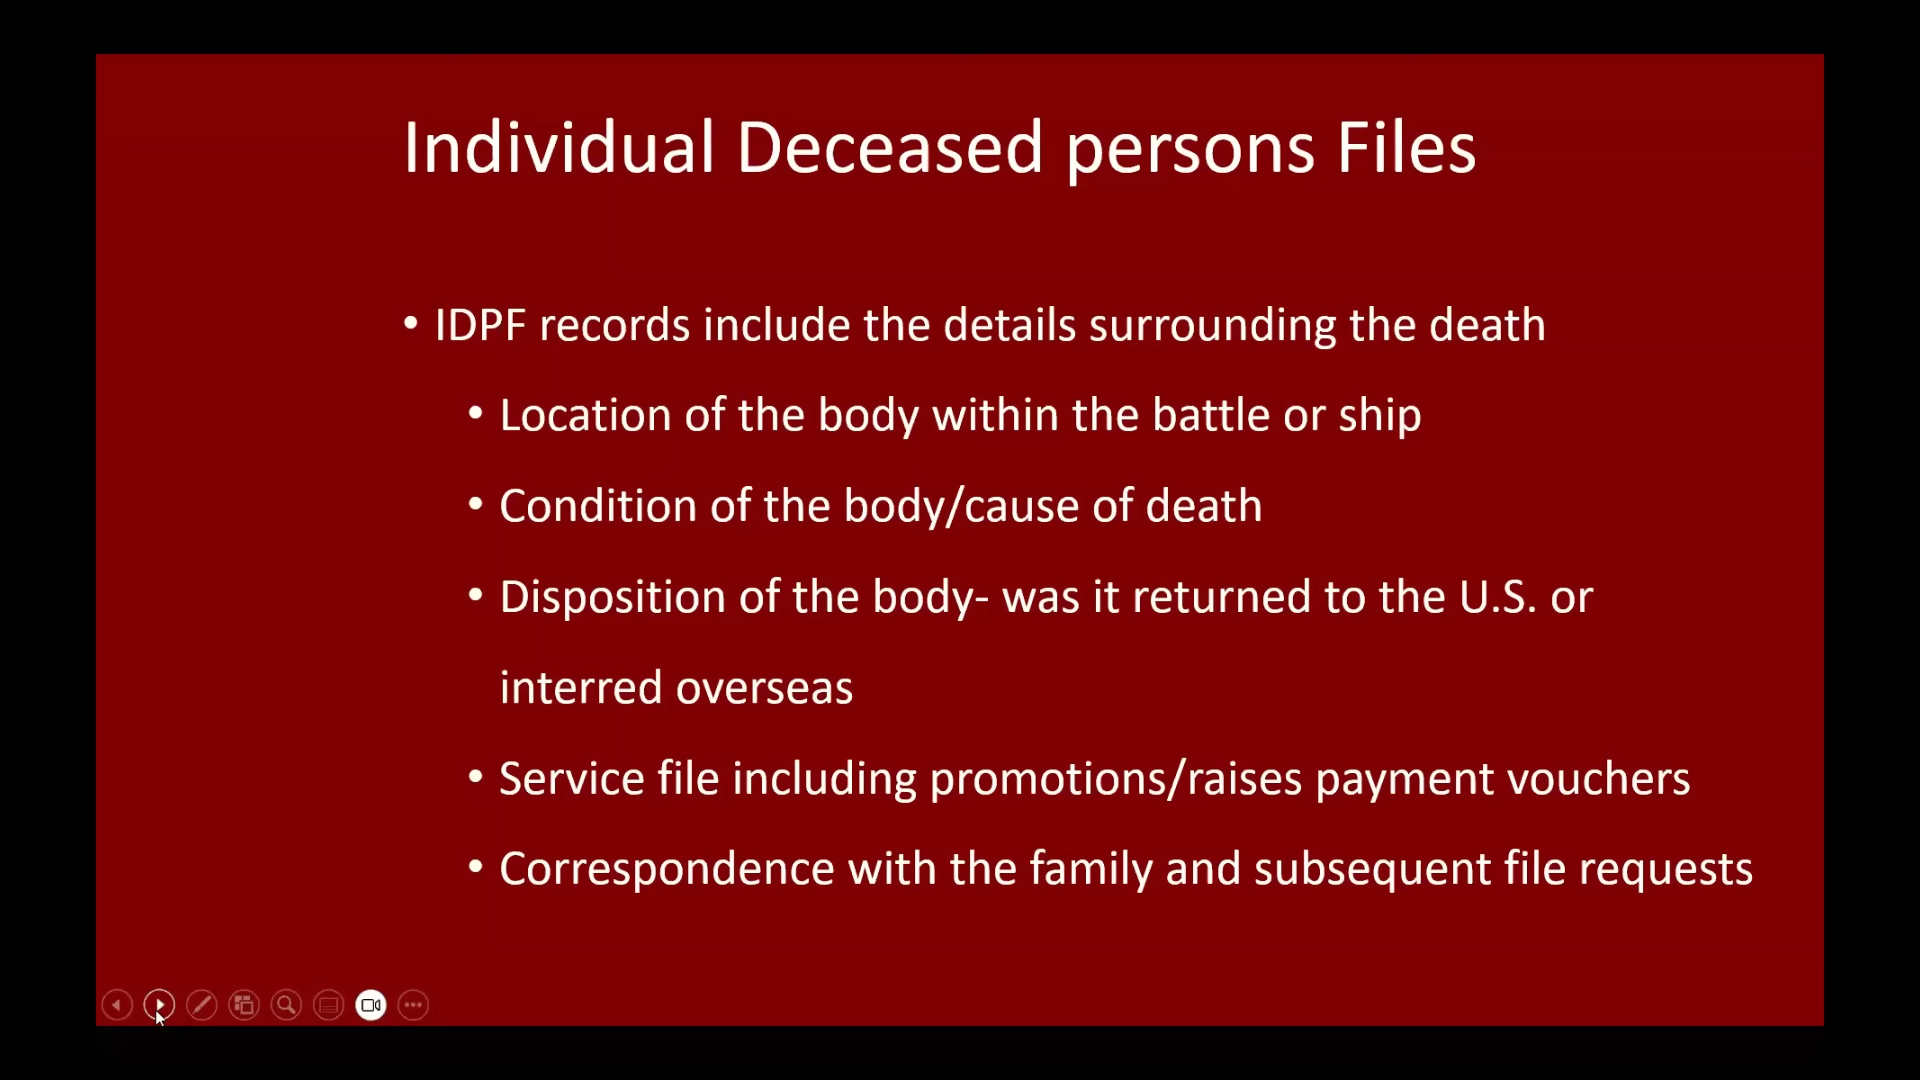 Individual Deceased persons Files
• IDPF records include the details surrounding the death
• Location of the body within the battle or ship
• Condition of the body/cause of death
• Disposition of the body- was it returned to the U.S. or
interred overseas
• Service file including promotions/raises payment vouchers
• Correspondence with the family and subsequent file requests